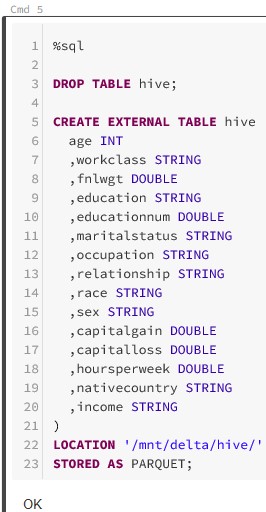 Cmd 5
1 %sql
2
3 DROP TABLE hive;
4
5 CREATE EXTERNAL TABLE hive
6 age INT
7 ,workclass STRING
8 ,fnlwgt DOUBLE
9 ,education STRING
10 ,educationnum DOUBLE
11 ,maritalstatus STRING
12 ,occupation STRING
13 ,relationship STRING
14 ,race STRING
15 ,sex STRING
16 ,capitalgain DOUBLE
17 ,capitalloss DOUBLE
18 ,hoursperweek DOUBLE
19 ,nativecountry STRING
20 ,income STRING
21 )
22 LOCATION '/mnt/delta/hive/'
23 STORED AS PARQUET;
OK